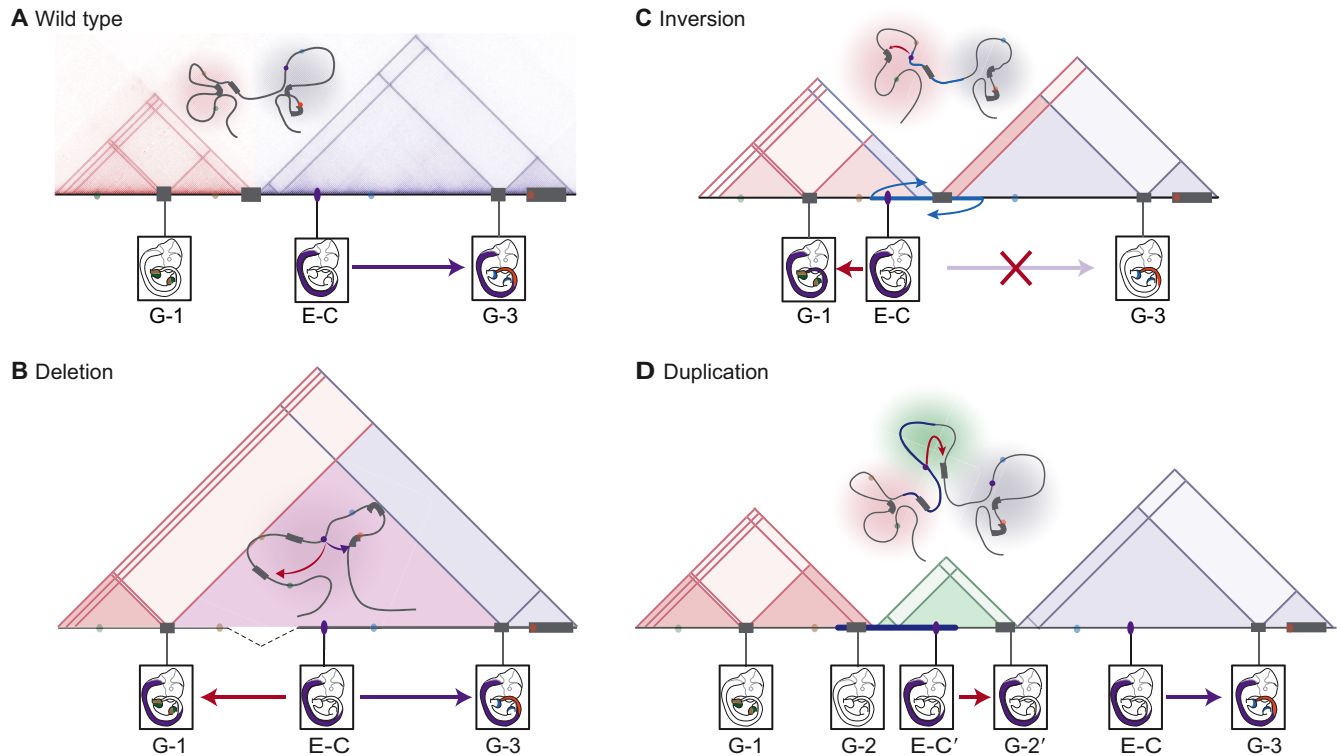 A Wild type
G-1 E-C G-3
B Deletion
G-1 E-C G-3
C Inversion
G-1 E-C G-3
D Duplication
G-1 G-2 E-C′ G-2′ E-C G-3